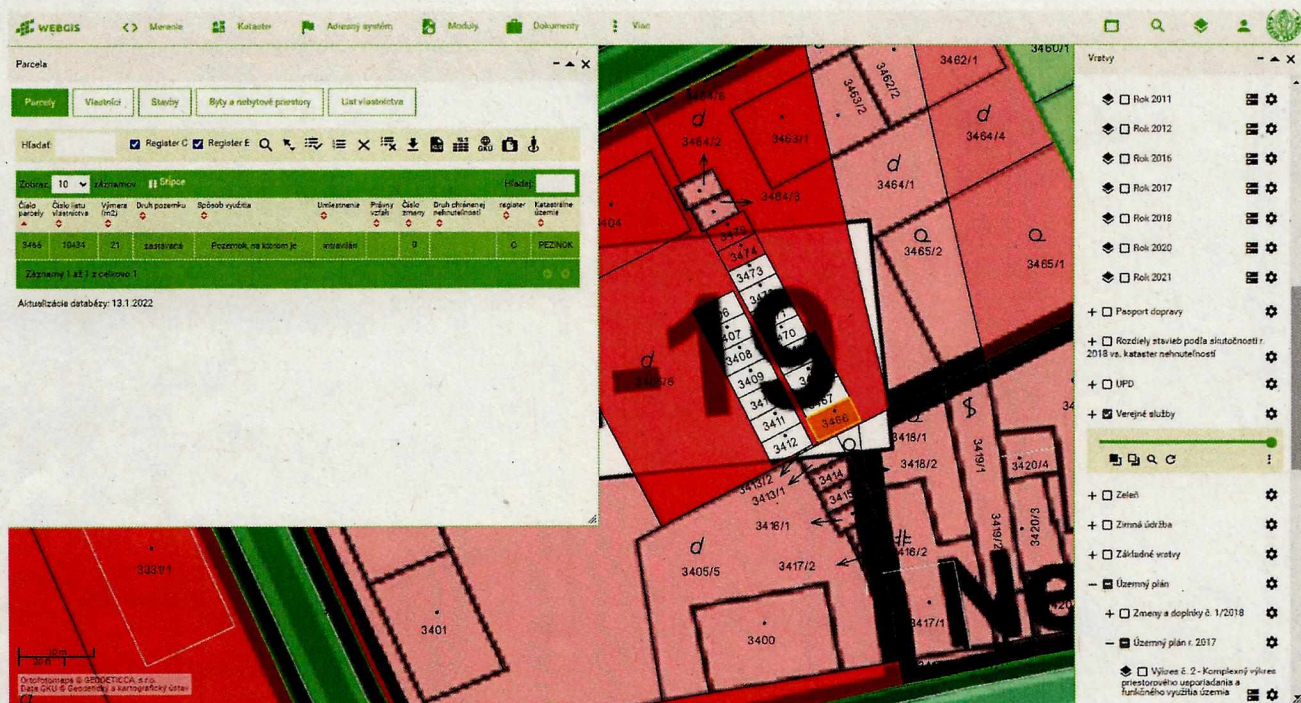 WEBGIS
Meranie
Kataster
Adresný systém
Moduly
Dokumenty
Viac
Parcela
Parcely
Vlastníci
Stavby
Byty a nebytové priestory
List vlastníctva
Hľadať:
Register C
Register E
XLS
GKU
Zobraz 10 záznamov
Stĺpce
Hľadaj:
Číslo parcely
Číslo listu vlastníctva
Výmera (m2)
Druh pozemku
Spôsob využitia
Umiestnenie
Právny vzťah
Číslo zmeny
Druh chránenej nehnuteľnosti
register
Katastrálne územie
3466
10434
21
zastavaná
Pozemok, na ktorom je
intravilán
0
C
PEZINOK
Záznamy 1 až 1 z celkovo 1
Aktualizácie databázy: 13.1.2022
3464/2
3463/1
3463/2
3462/2
3462/1
3460/1
3464/4
3464/1
3464/3
3465/2
3465/1
3474
3473
3408
3409
3411
3412
3466
19
3413/2
3413/1
3414
3418/1
3418/2
3419/1
3420/4
3420/3
3416/1
3417/2
3405/5
3400
3417/1
3401
3331/1
Ne
10 m
20 m
Ortofotomapa © GEODETICCA, s.r.o.
Data GKU © Geodetický a kartografický ústav
Vrstvy
Rok 2011
Rok 2012
Rok 2016
Rok 2017
Rok 2018
Rok 2020
Rok 2021
Pasport dopravy
Rozdiely stavieb podľa skutočnosti r.
2018 vs. kataster nehnuteľností
UPD
Verejné služby
Zeleň
Zimná údržba
Základné vrstvy
Územný plán
Zmeny a doplnky č. 1/2018
Územný plán r. 2017
Výkres č. 2 - Komplexný výkres
priestorového usporiadania a
funkčného využitia územia